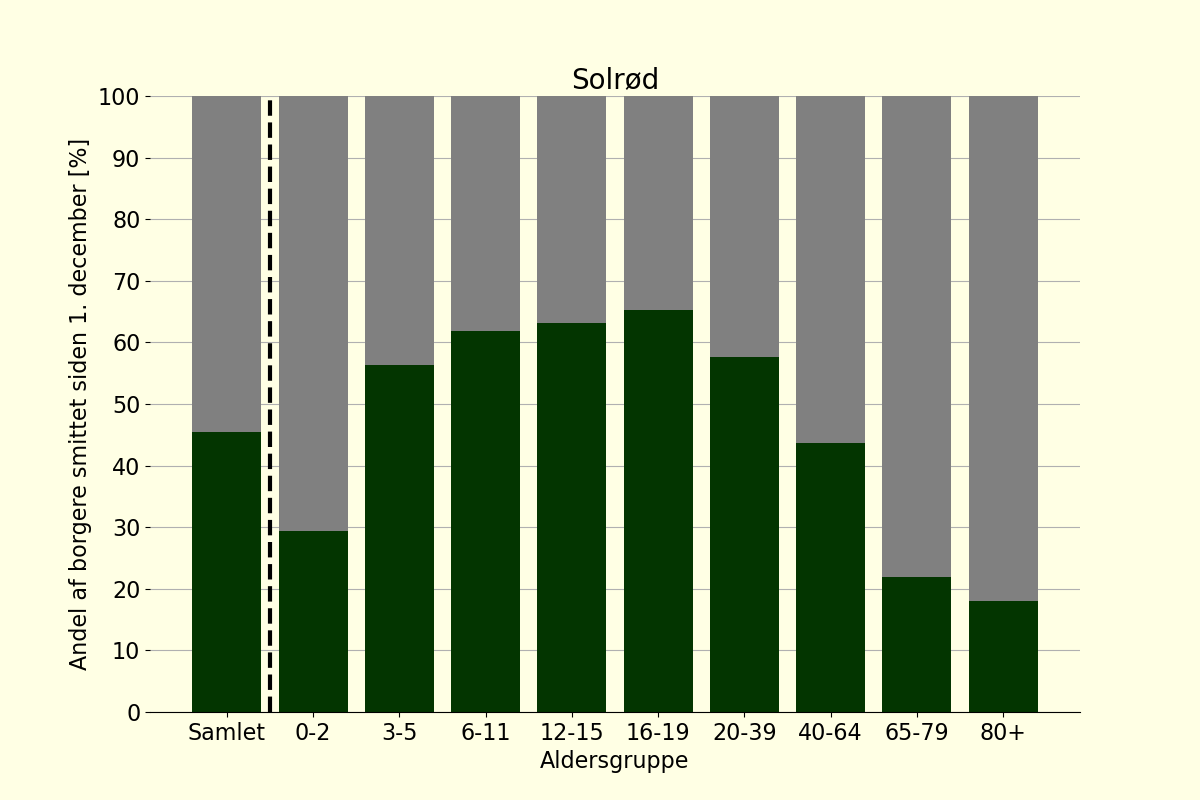 Solrød
Andel af borgere smittet siden 1. december [%]
100
90
80
70
60
50
40
30
20
10
0
Samlet 0-2 3-5 6-11 12-15 16-19 20-39 40-64 65-79 80+
Aldersgruppe